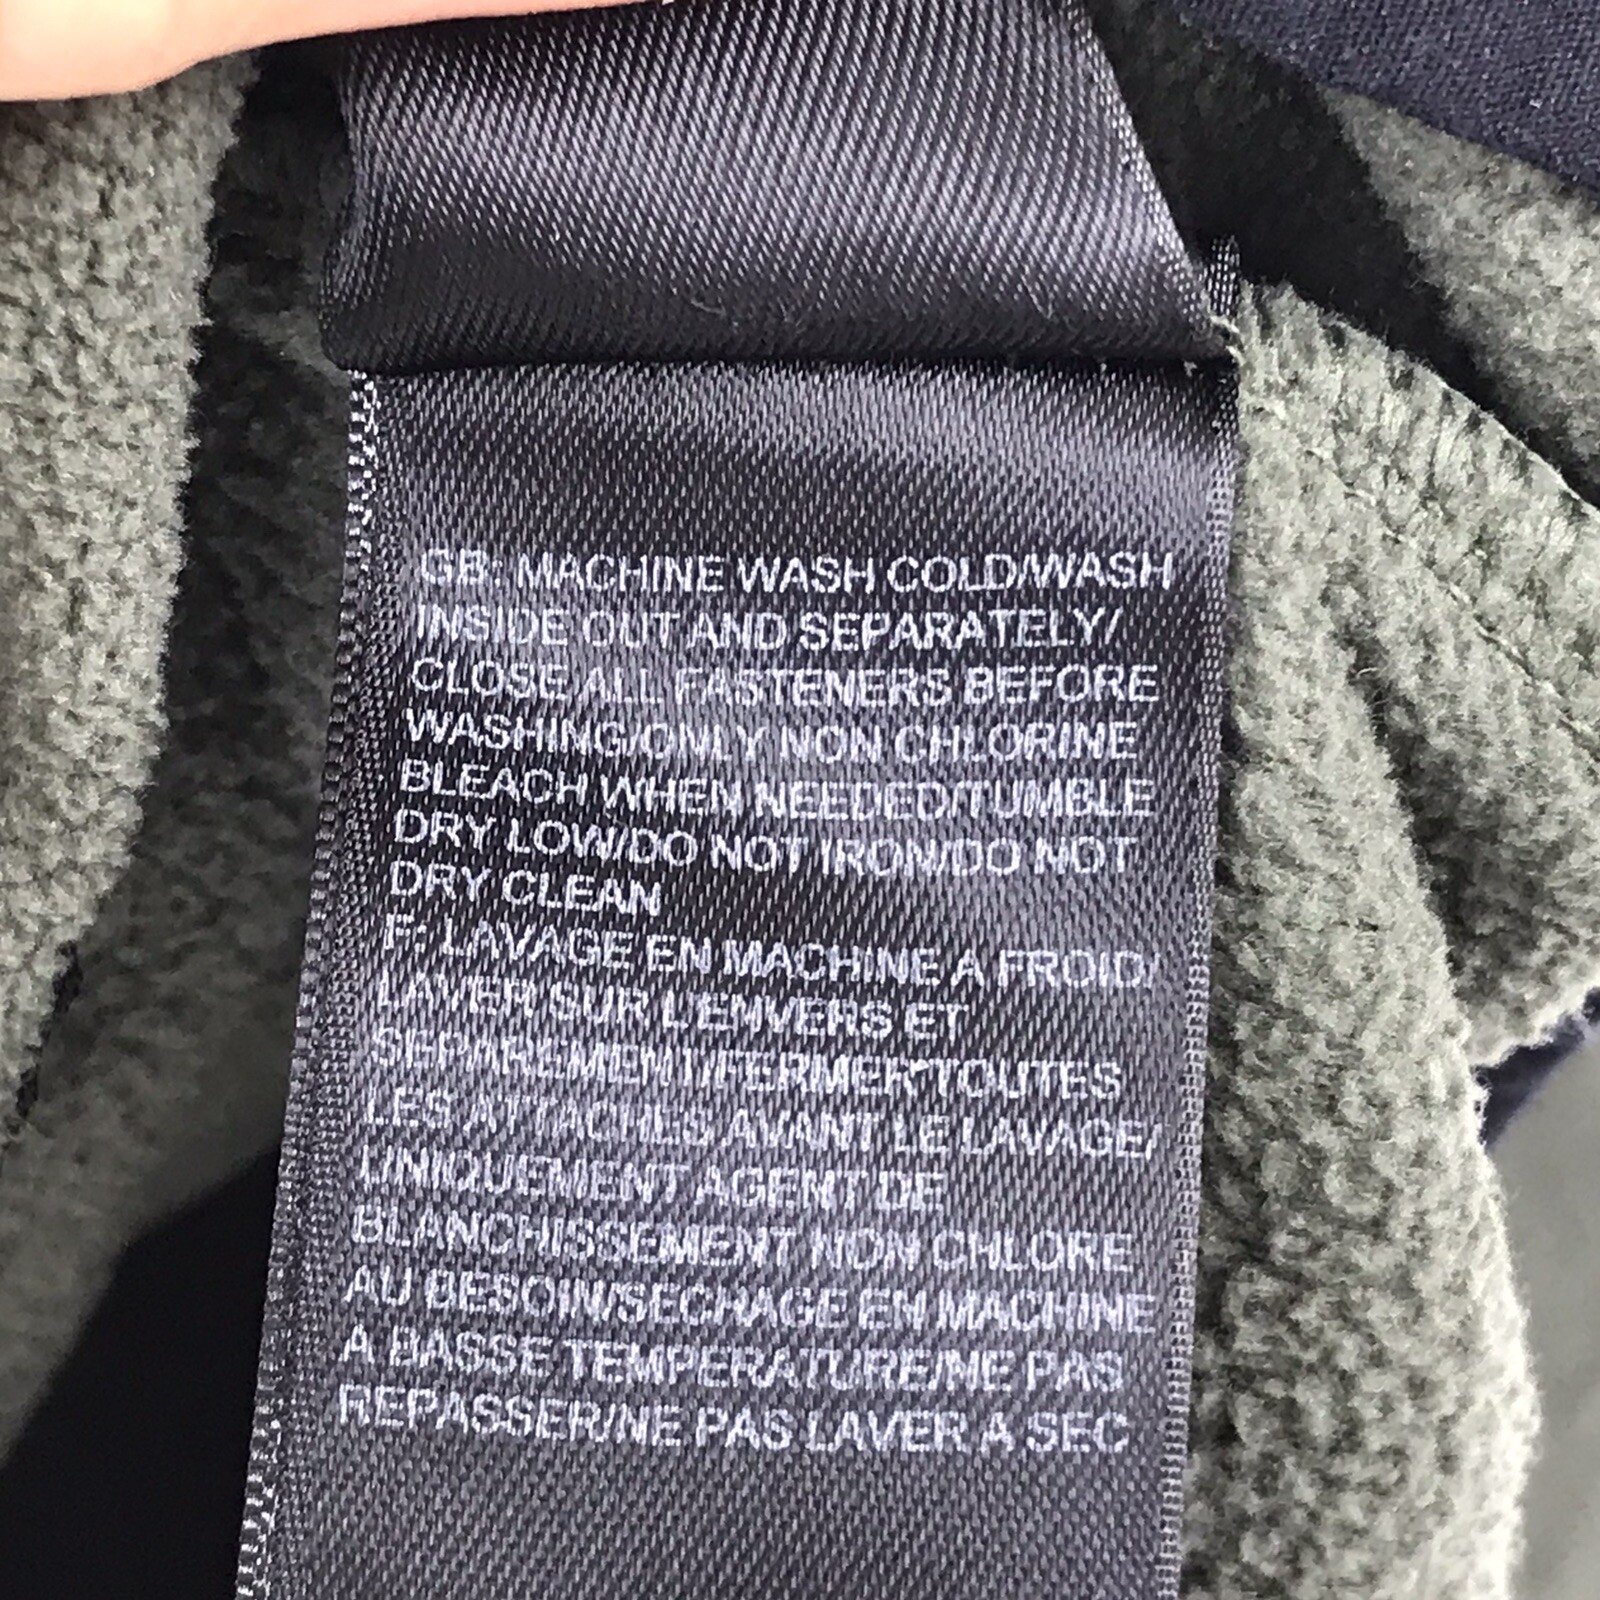 GB: MACHINE WASH COLD/WASH
INSIDE OUT AND SEPARATELY/
CLOSE ALL FASTENERS BEFORE
WASHING/ONLY NON CHLORINE
BLEACH WHEN NEEDED/TUMBLE
DRY LOW/DO NOT IRON/DO NOT
DRY CLEAN
F: LAVAGE EN MACHINE A FROID/
LAVER SUR L'ENVERS ET
SEPAREMENT/FERMER TOUTES
LES ATTACHES AVANT LE LAVAGE/
UNIQUEMENT AGENT DE
BLANCHISSEMENT NON CHLORE
AU BESOIN/SECHAGE EN MACHINE
A BASSE TEMPERATURE/NE PAS
REPASSER/NE PAS LAVER A SEC